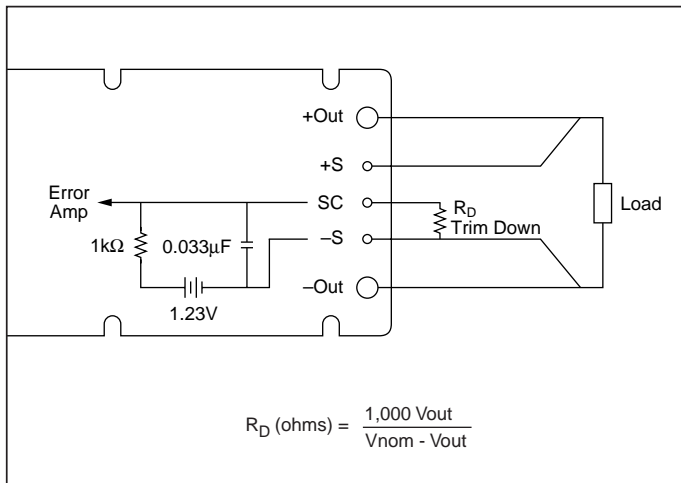 +Out
+S
Error
Amp
SC
R_D
Trim Down
Load
1kΩ
0.033µF
–S
–Out
1.23V
R_D (ohms) = 1,000 Vout
Vnom - Vout